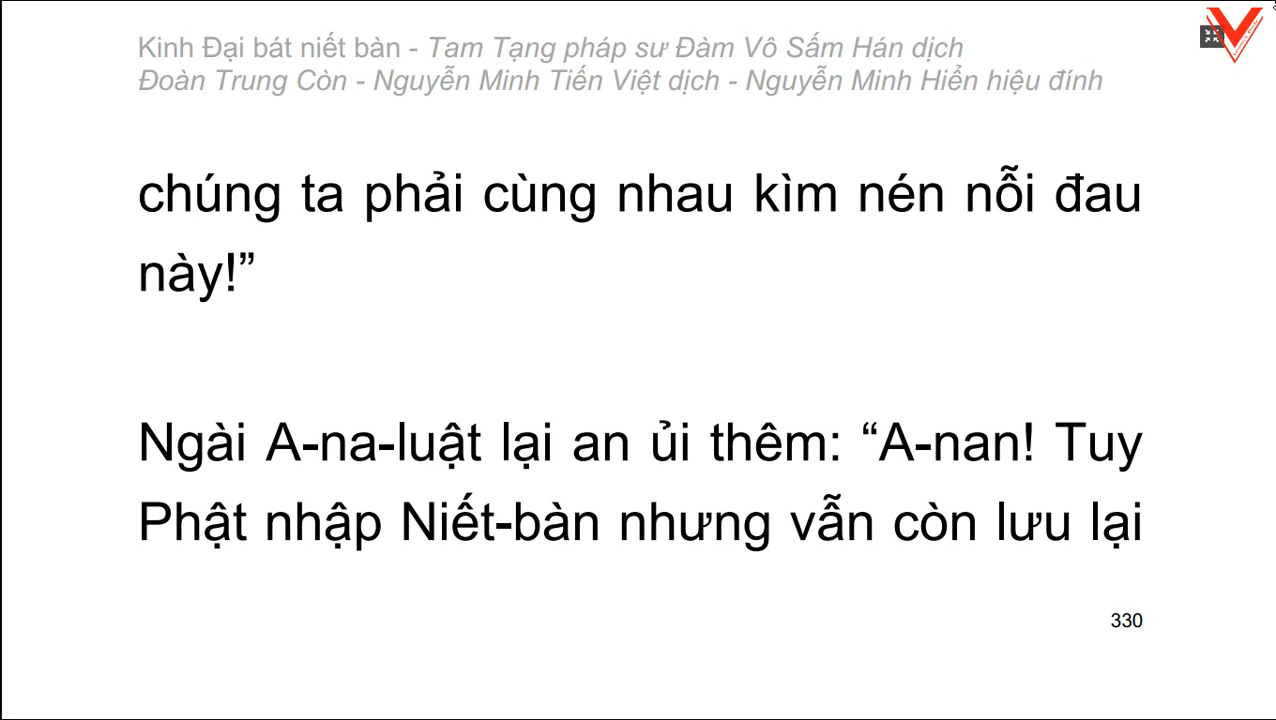 Kinh Đại bát niết bàn - Tam Tạng pháp sư Đàm Vô Sấm Hán dịch
Đoàn Trung Còn - Nguyễn Minh Tiến Việt dịch - Nguyễn Minh Hiển hiệu đính
chúng ta phải cùng nhau kìm nén nỗi đau
này!”
Ngài A-na-luật lại an ủi thêm: “A-nan! Tuy
Phật nhập Niết-bàn nhưng vẫn còn lưu lại
330